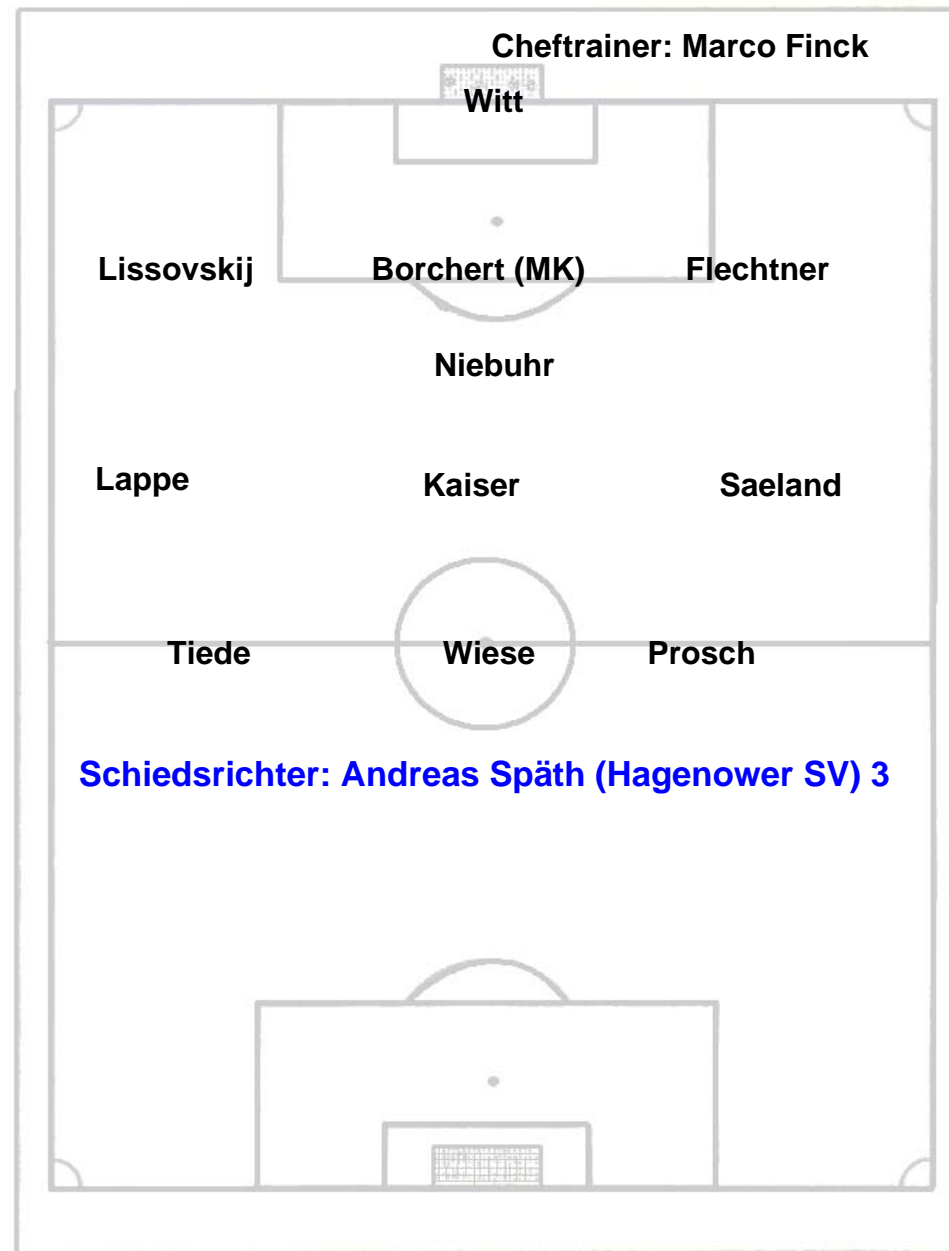 Cheftrainer: Marco Finck
Witt
Lissovskij Borchert (MK) Flechtner
Niebuhr
Lappe Kaiser Saeland
Tiede Wiese Prosch
Schiedsrichter: Andreas Späth (Hagenower SV) 3